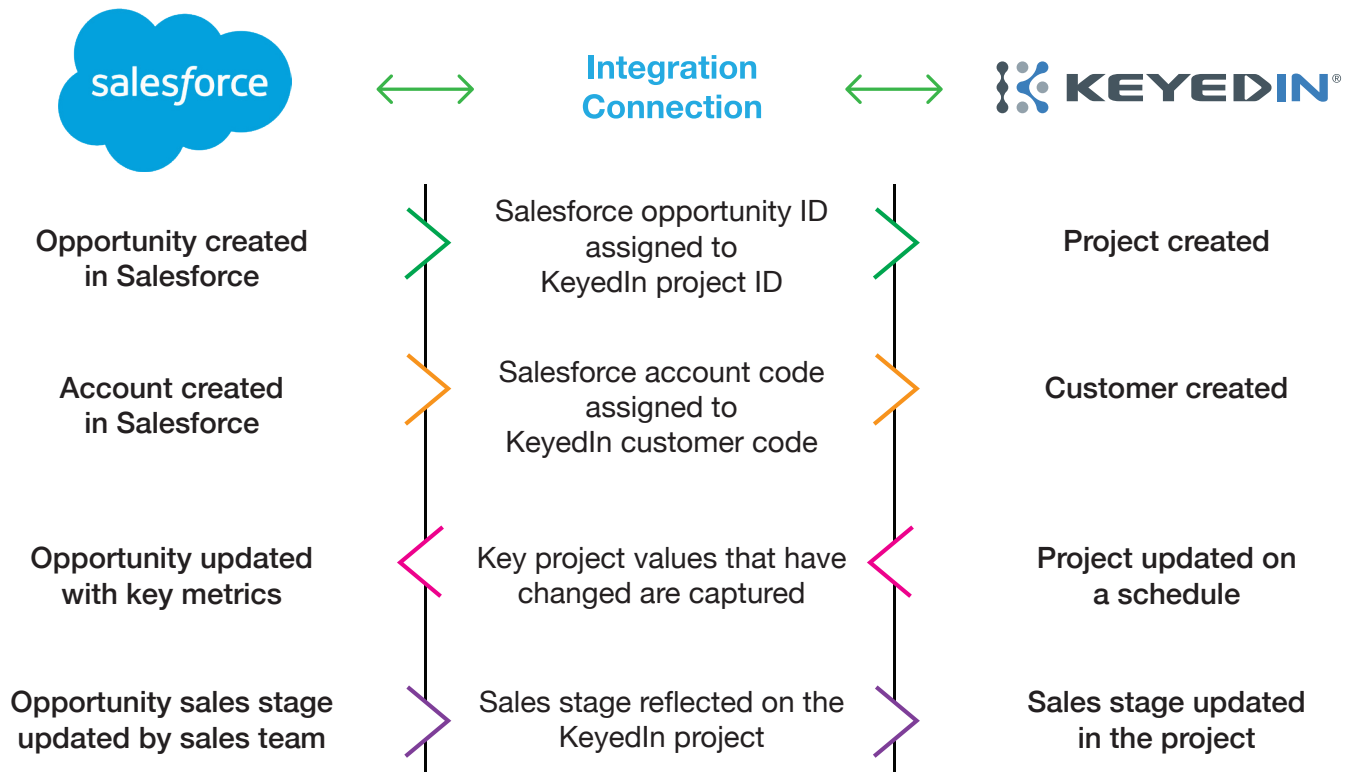 salesforce
Integration
Connection
KEYEDIN®
Opportunity created
in Salesforce
Salesforce opportunity ID
assigned to
KeyedIn project ID
Project created
Account created
in Salesforce
Salesforce account code
assigned to
KeyedIn customer code
Customer created
Opportunity updated
with key metrics
Key project values that have
changed are captured
Project updated on
a schedule
Opportunity sales stage
updated by sales team
Sales stage reflected on the
KeyedIn project
Sales stage updated
in the project